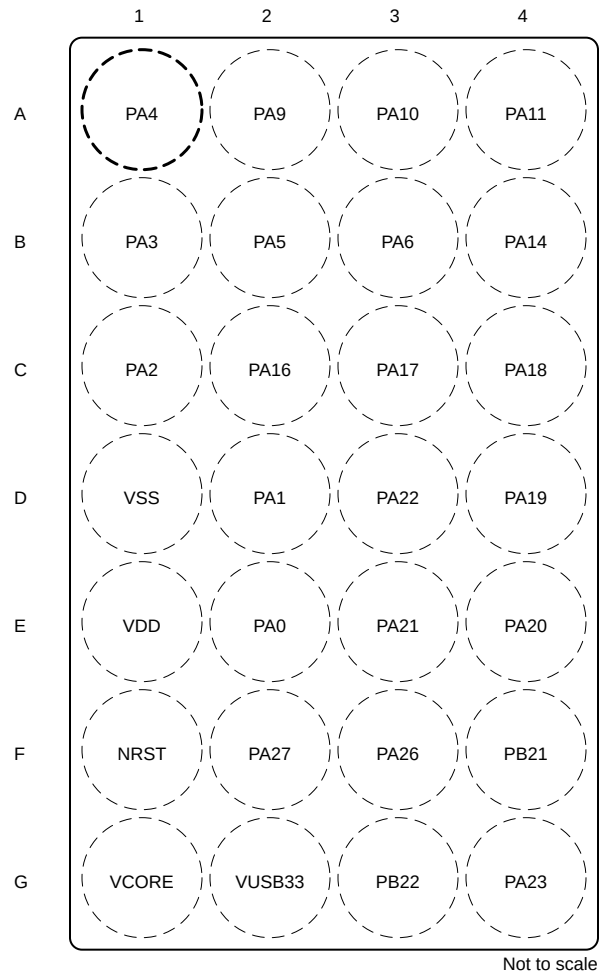 1 2 3 4
A PA4 PA9 PA10 PA11
B PA3 PA5 PA6 PA14
C PA2 PA16 PA17 PA18
D VSS PA1 PA22 PA19
E VDD PA0 PA21 PA20
F NRST PA27 PA26 PB21
G VCORE VUSB33 PB22 PA23
Not to scale